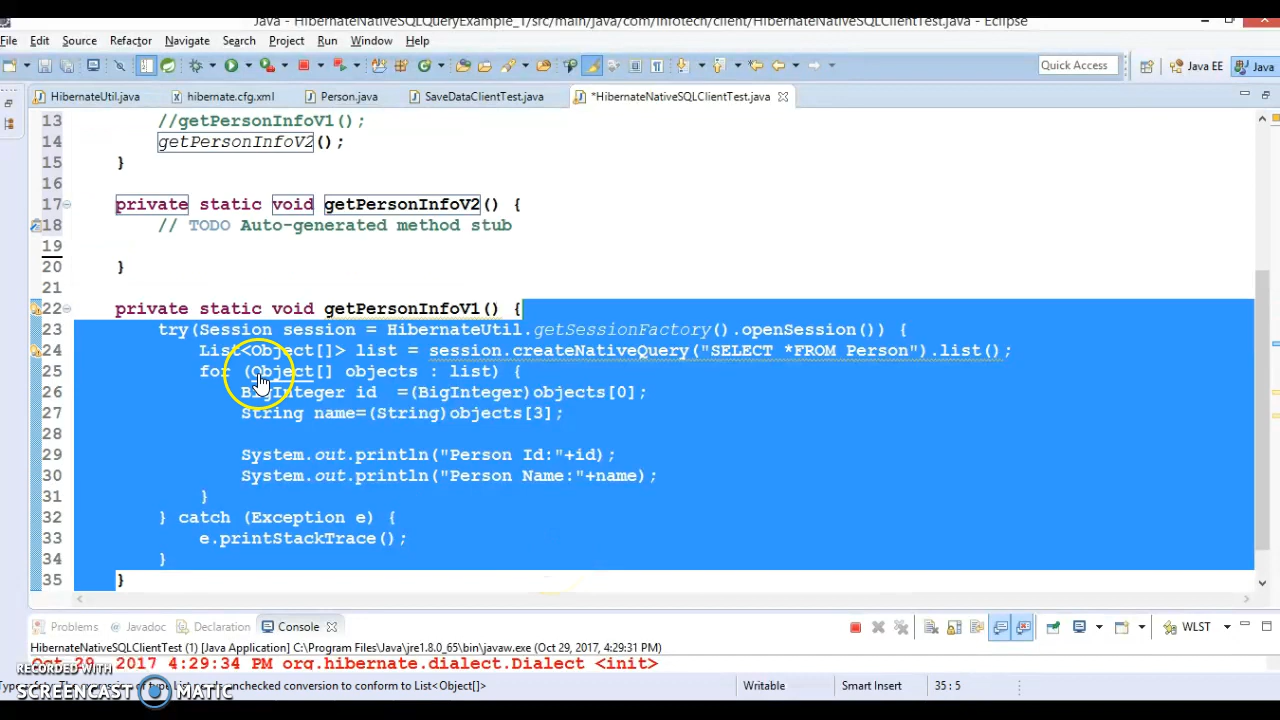 Java - HibernateNativeSQLQueryExample_1/src/main/java/com/infotech/client/HibernateNativeSQLClientTest.java - Eclipse
File Edit Source Refactor Navigate Search Project Run Window Help
Quick Access Java EE Java
HibernateUtil.java hibernate.cfg.xml Person.java SaveDataClientTest.java *HibernateNativeSQLClientTest.java
13 //getPersonInfoV1();
14 getPersonInfoV2();
15 }
16
17 private static void getPersonInfoV2() {
18 // TODO Auto-generated method stub
19
20 }
21
22 private static void getPersonInfoV1() {
23 try(Session session = HibernateUtil.getSessionFactory().openSession()) {
24 List<Object[]> list = session.createNativeQuery("SELECT *FROM Person").list();
25 for (Object[] objects : list) {
26 BigInteger id =(BigInteger)objects[0];
27 String name=(String)objects[3];
28
29 System.out.println("Person Id:"+id);
30 System.out.println("Person Name:"+name);
31 }
32 } catch (Exception e) {
33 e.printStackTrace();
34 }
35 }
Problems Javadoc Declaration Console WLST
HibernateNativeSQLClientTest (1) [Java Application] C:\Program Files\Java\jre1.8.0_65\bin\javaw.exe (Oct 29, 2017 4:29:31 PM)
Oct 29, 2017 4:29:34 PM org.hibernate.dialect.Dialect <init>
RECORDED WITH
SCREENCAST MATIC
unchecked conversion to conform to List<Object[]> Writable Smart Insert 35 : 5